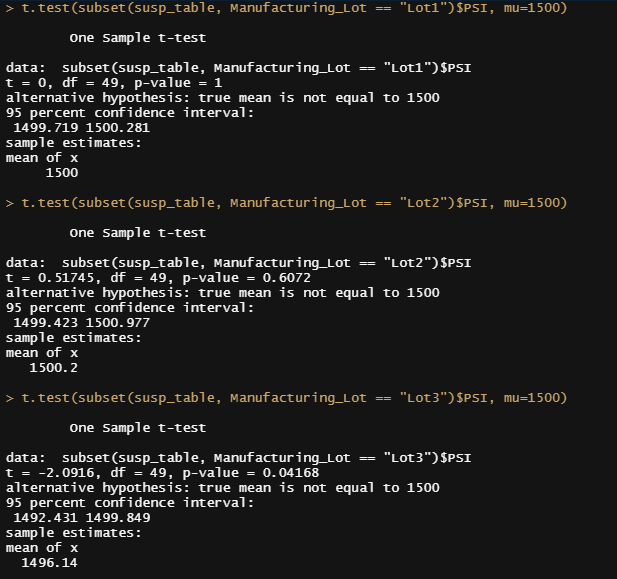 > t.test(subset(susp_table, Manufacturing_Lot == "Lot1")$PSI, mu=1500)
One Sample t-test
data:  subset(susp_table, Manufacturing_Lot == "Lot1")$PSI
t = 0, df = 49, p-value = 1
alternative hypothesis: true mean is not equal to 1500
95 percent confidence interval:
1499.719 1500.281
sample estimates:
mean of x
1500
> t.test(subset(susp_table, Manufacturing_Lot == "Lot2")$PSI, mu=1500)
One Sample t-test
data:  subset(susp_table, Manufacturing_Lot == "Lot2")$PSI
t = 0.51745, df = 49, p-value = 0.6072
alternative hypothesis: true mean is not equal to 1500
95 percent confidence interval:
1499.423 1500.977
sample estimates:
mean of x
1500.2
> t.test(subset(susp_table, Manufacturing_Lot == "Lot3")$PSI, mu=1500)
One Sample t-test
data:  subset(susp_table, Manufacturing_Lot == "Lot3")$PSI
t = -2.0916, df = 49, p-value = 0.04168
alternative hypothesis: true mean is not equal to 1500
95 percent confidence interval:
1492.431 1499.849
sample estimates:
mean of x
1496.14